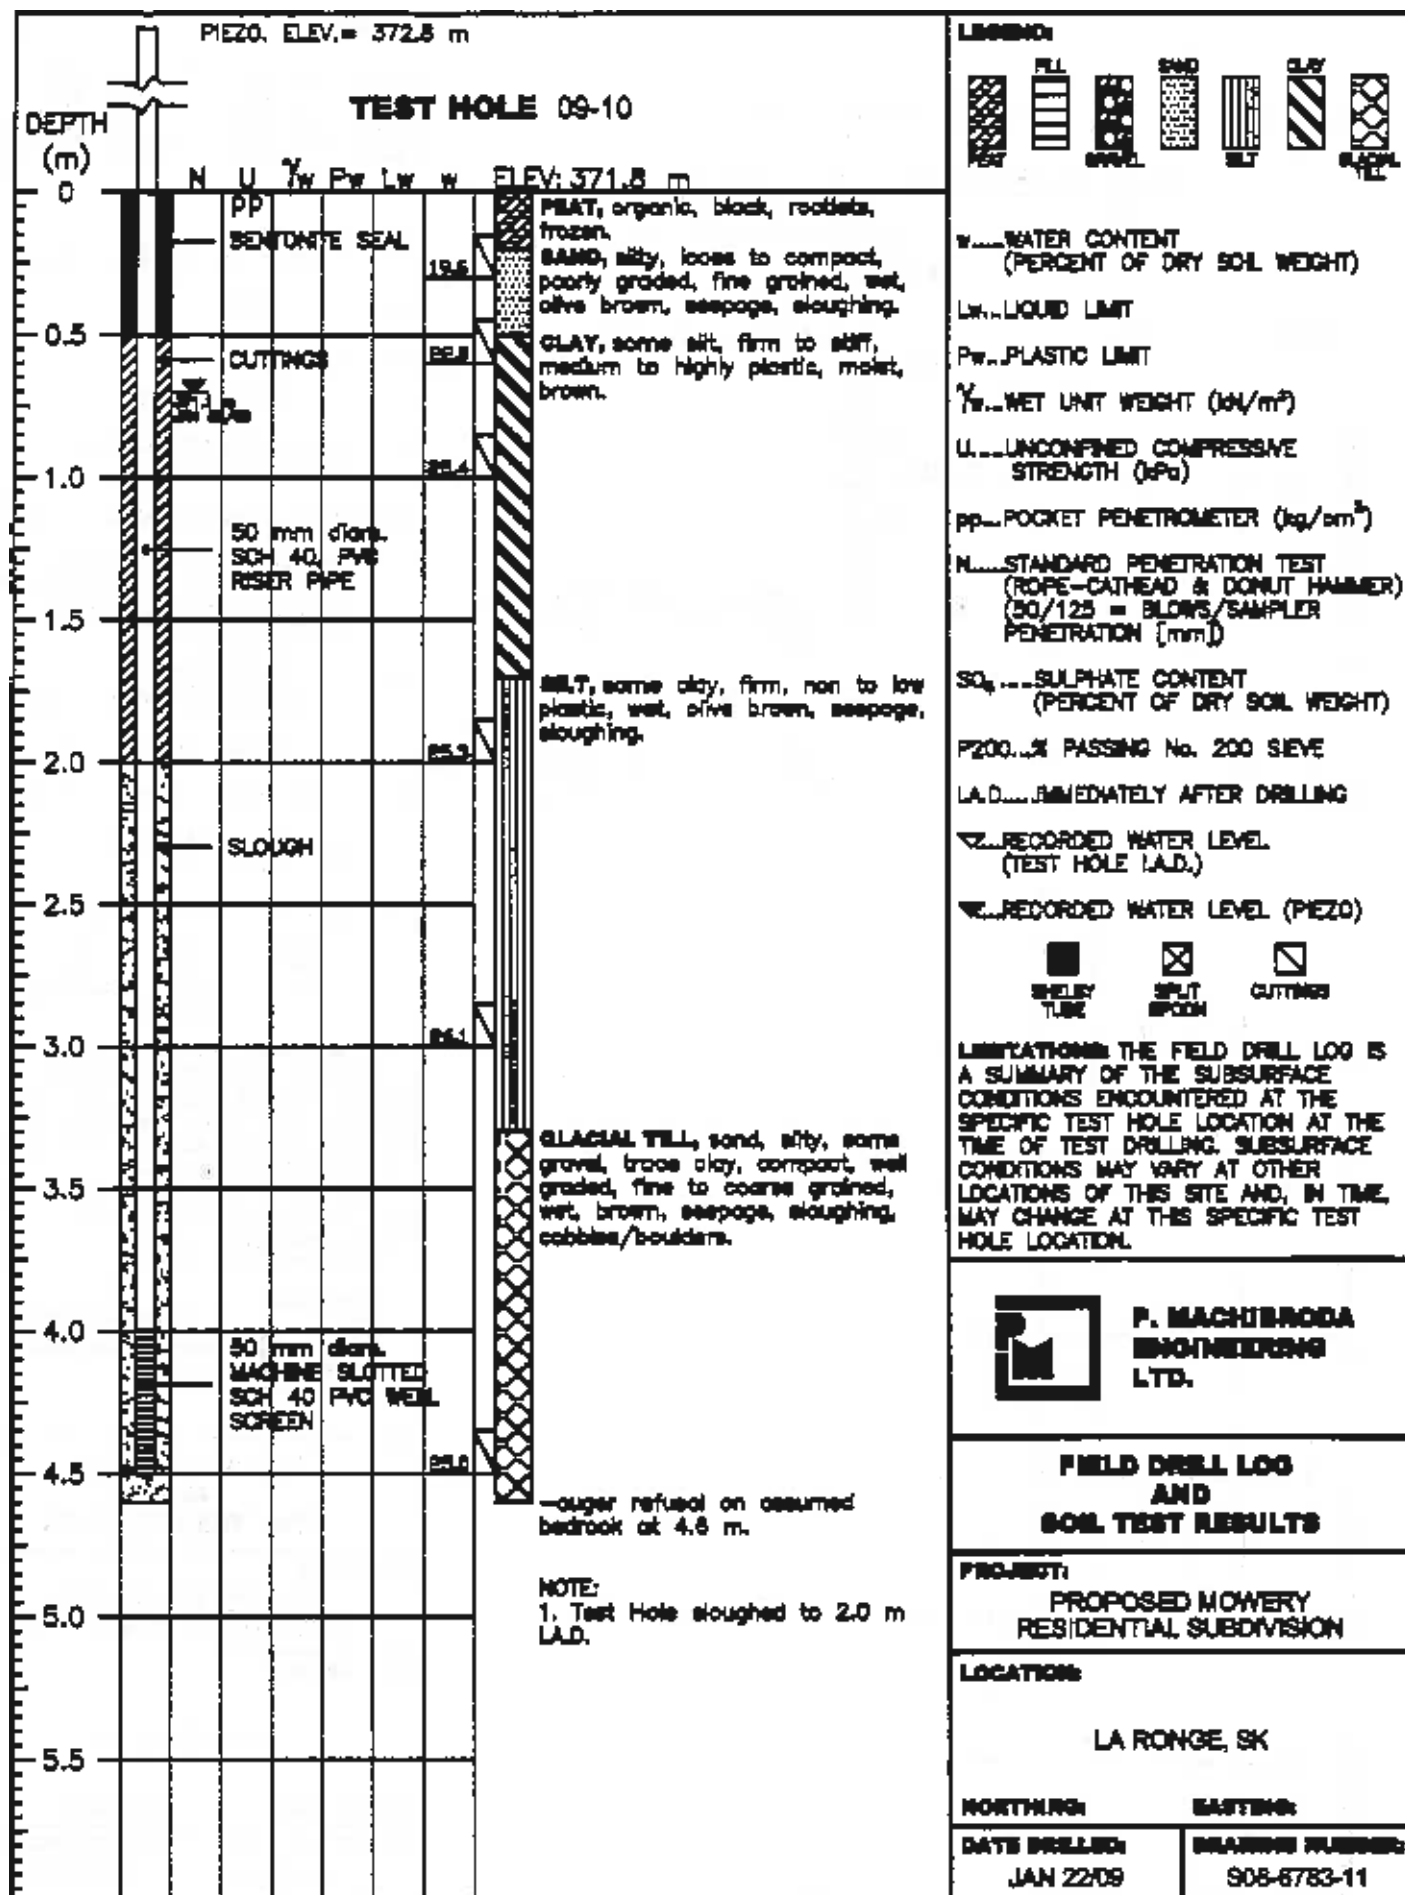 PIEZO. ELEV.= 372.8 m
TEST HOLE 09-10
DEPTH
(m)
N U γw Pw Lw w ELEV: 371.8 m
PP
0
BENTONITE SEAL
PEAT, organic, black, rootlets,
frozen.
SAND, silty, loose to compact,
poorly graded, fine grained, wet,
olive brown, seepage, sloughing.
19.6
0.5
CUTTINGS
CLAY, some silt, firm to stiff,
medium to highly plastic, moist,
brown.
1.0
50 mm diam.
SCH 40, PVC
RISER PIPE
1.5
SILT, some clay, firm, non to low
plastic, wet, olive brown, seepage,
sloughing.
25.3
2.0
SLOUGH
2.5
26.1
3.0
GLACIAL TILL, sand, silty, some
gravel, trace clay, compact, well
graded, fine to coarse grained,
wet, brown, seepage, sloughing,
cobbles/boulders.
3.5
4.0
50 mm diam.
MACHINE SLOTTED
SCH 40 PVC WELL
SCREEN
25.0
4.5
-auger refusal on assumed
bedrock at 4.6 m.
NOTE:
1. Test Hole sloughed to 2.0 m
I.A.D.
5.0
5.5
LEGEND:
FILL SAND CLAY
PEAT GRAVEL SILT GLACIAL
TILL
w....WATER CONTENT
(PERCENT OF DRY SOIL WEIGHT)
Lw...LIQUID LIMIT
Pw...PLASTIC LIMIT
γw...WET UNIT WEIGHT (kN/m³)
U....UNCONFINED COMPRESSIVE
STRENGTH (kPa)
pp...POCKET PENETROMETER (kg/cm²)
N....STANDARD PENETRATION TEST
(ROPE-CATHEAD & DONUT HAMMER)
(50/125 = BLOWS/SAMPLER
PENETRATION [mm])
SO₄....SULPHATE CONTENT
(PERCENT OF DRY SOIL WEIGHT)
P200...% PASSING No. 200 SIEVE
I.A.D....IMMEDIATELY AFTER DRILLING
...RECORDED WATER LEVEL
(TEST HOLE I.A.D.)
...RECORDED WATER LEVEL (PIEZO)
SHELBY
TUBE
SPLIT
SPOON
CUTTINGS
LIMITATIONS: THE FIELD DRILL LOG IS
A SUMMARY OF THE SUBSURFACE
CONDITIONS ENCOUNTERED AT THE
SPECIFIC TEST HOLE LOCATION AT THE
TIME OF TEST DRILLING. SUBSURFACE
CONDITIONS MAY VARY AT OTHER
LOCATIONS OF THIS SITE AND, IN TIME,
MAY CHANGE AT THIS SPECIFIC TEST
HOLE LOCATION.
P. MACHIBRODA
ENGINEERING
LTD.
FIELD DRILL LOG
AND
SOIL TEST RESULTS
PROJECT:
PROPOSED MOWERY
RESIDENTIAL SUBDIVISION
LOCATION:
LA RONGE, SK
NORTHING: EASTING:
DATE DRILLED:
JAN 22/09
DRAWING NUMBER:
S08-6783-11